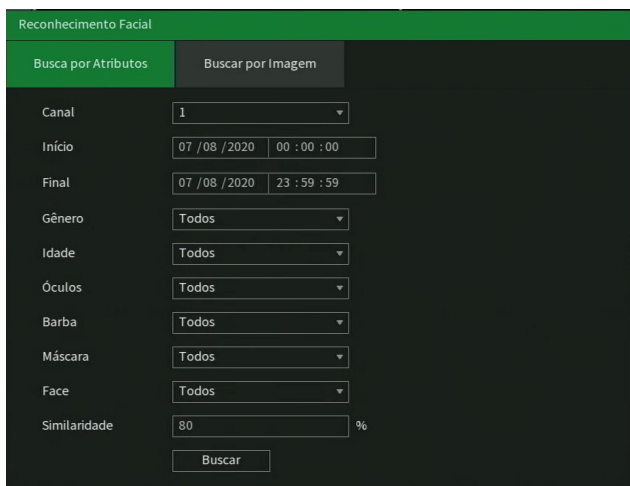 Reconhecimento Facial
Busca por Atributos Buscar por Imagem
Canal 1
Início 07 /08 /2020 00 : 00 : 00
Final 07 /08 /2020 23 : 59 : 59
Gênero Todos
Idade Todos
Óculos Todos
Barba Todos
Máscara Todos
Face Todos
Similaridade 80 %
Buscar